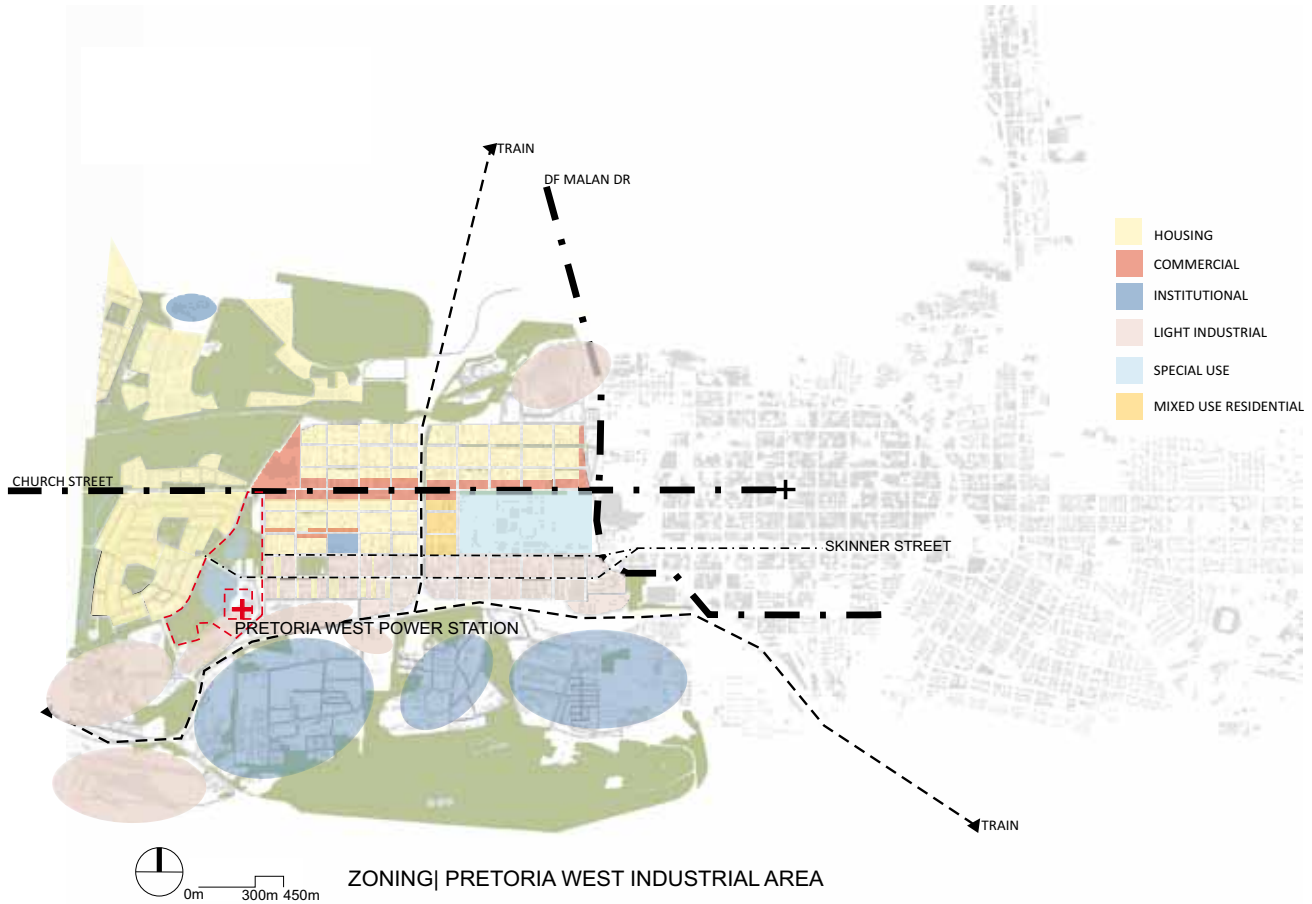 TRAIN
DF MALAN DR
HOUSING
COMMERCIAL
INSTITUTIONAL
LIGHT INDUSTRIAL
SPECIAL USE
MIXED USE RESIDENTIAL
CHURCH STREET
SKINNER STREET
PRETORIA WEST POWER STATION
TRAIN
0m 300m 450m
ZONING| PRETORIA WEST INDUSTRIAL AREA